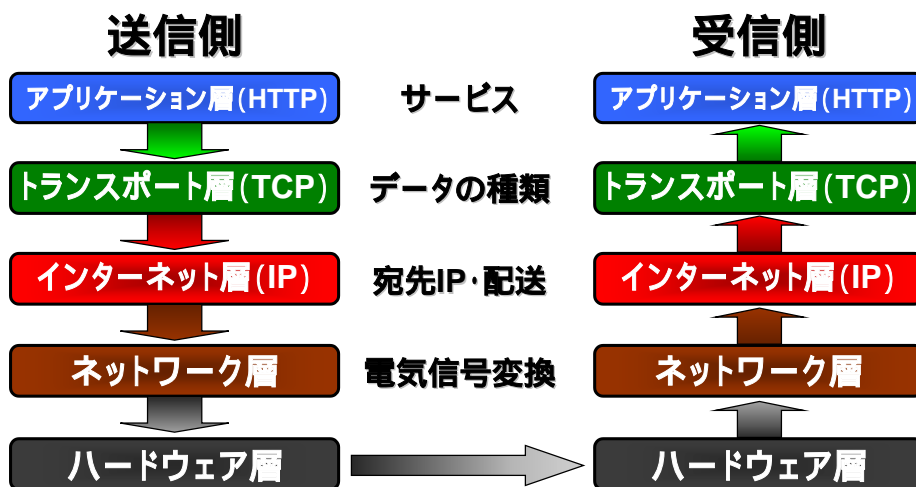 送信側
受信側
アプリケーション層(HTTP)
サービス
アプリケーション層(HTTP)
トランスポート層(TCP)
データの種類
トランスポート層(TCP)
インターネット層(IP)
宛先IP・配送
インターネット層(IP)
ネットワーク層
電気信号変換
ネットワーク層
ハードウェア層
ハードウェア層